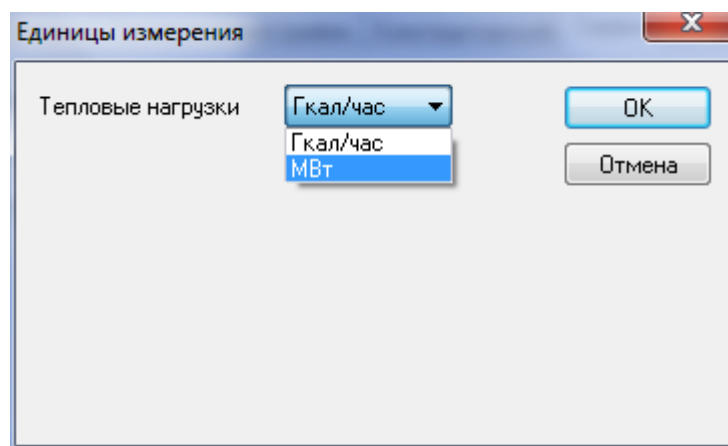 Единицы измерения
Тепловые нагрузки
Гкал/час
OK
Гкал/час
МВт
Отмена